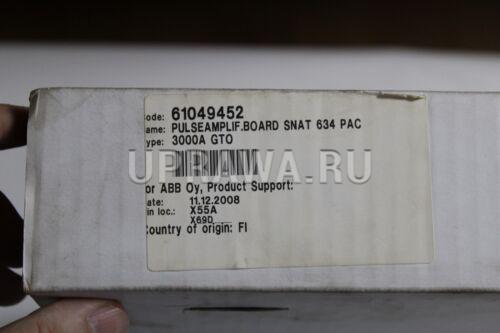 ode: 61049452
ame: PULSEAMPLIF.BOARD SNAT 634 PAC
ype: 3000A GTO
UPRAWA.RU
or ABB Oy, Product Support:
ate: 11.12.2008
in loc.: X55A
X69D
Country of origin: FI